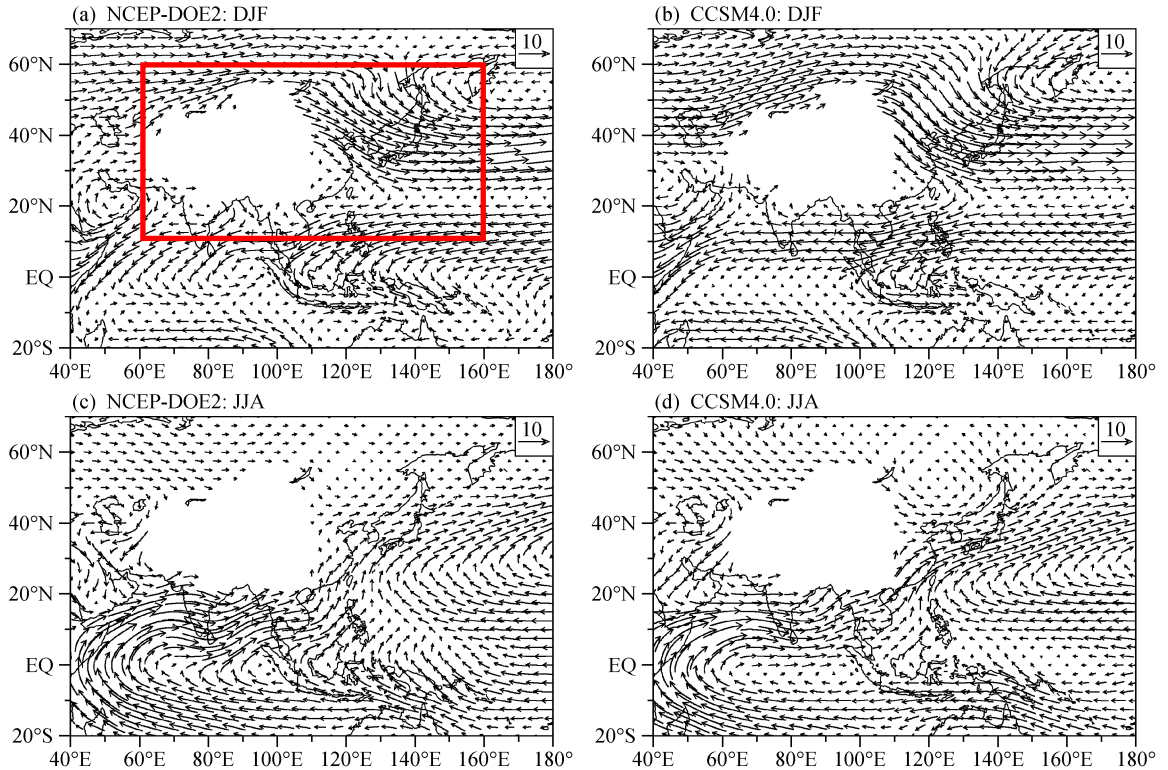 (a) NCEP-DOE2: DJF
(b) CCSM4.0: DJF
10
10
60°N
60°N
40°N
40°N
20°N
20°N
EQ
EQ
20°S
20°S
40°E 60°E 80°E 100°E 120°E 140°E 160°E 180°
40°E 60°E 80°E 100°E 120°E 140°E 160°E 180°
(c) NCEP-DOE2: JJA
(d) CCSM4.0: JJA
10
10
60°N
60°N
40°N
40°N
20°N
20°N
EQ
EQ
20°S
20°S
40°E 60°E 80°E 100°E 120°E 140°E 160°E 180°
40°E 60°E 80°E 100°E 120°E 140°E 160°E 180°